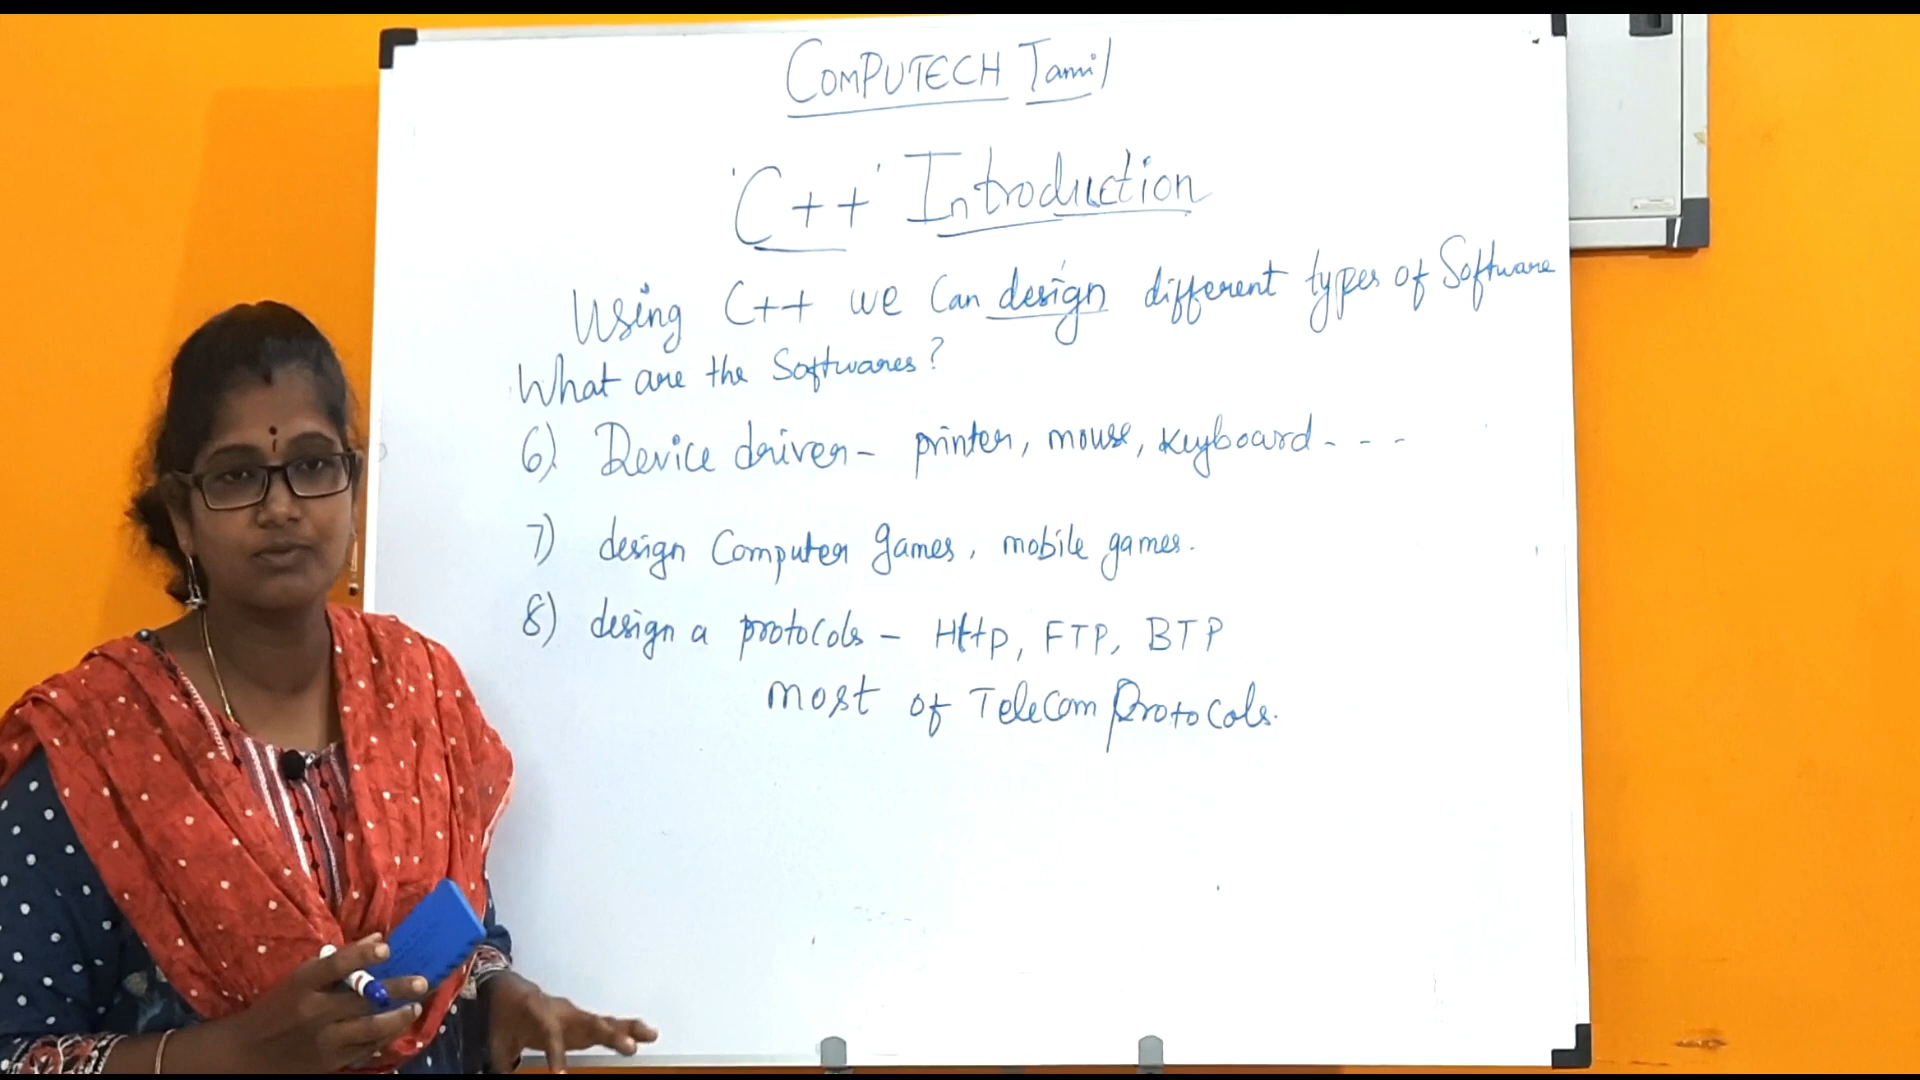 COMPUTECH Tamil
'C++' Introduction
Using C++ we can design different types of Software
What are the Softwares?
6) Device driver - printer, mouse, keyboard - - -
7) design Computer games, mobile games.
8) design a protocols - Http, FTP, BTP
most of Telecom Protocols.